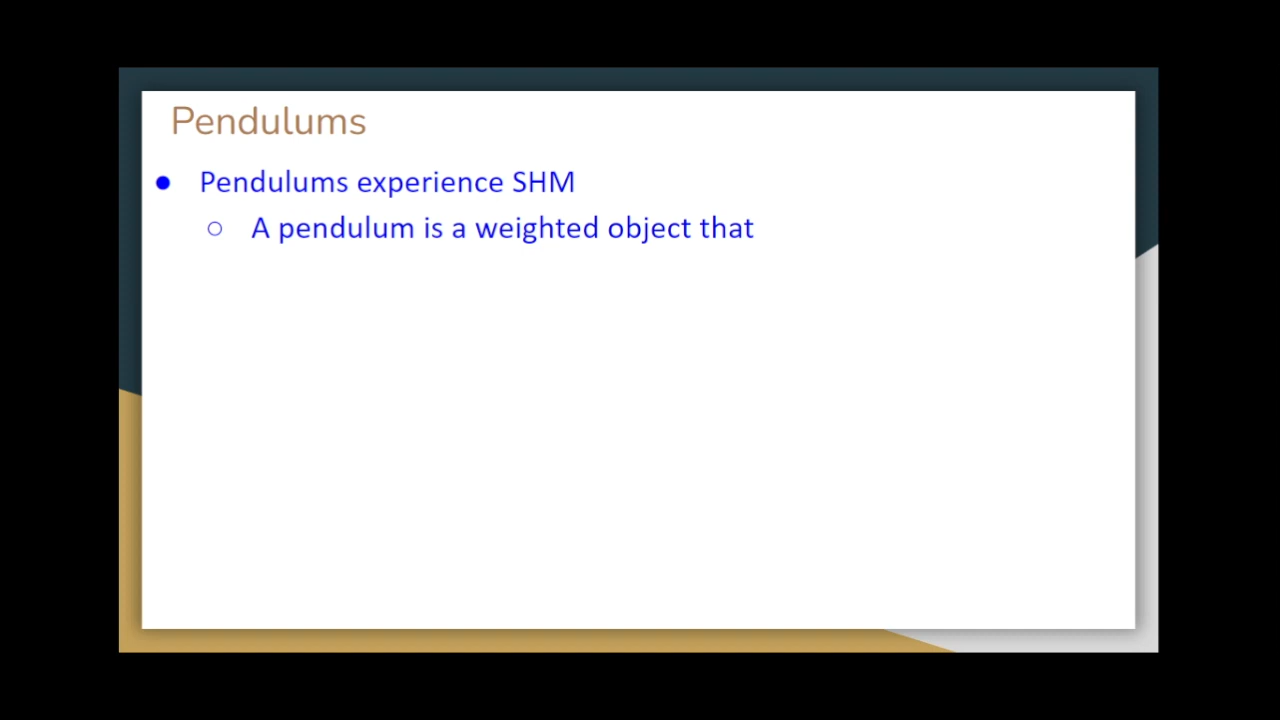 Pendulums
● Pendulums experience SHM
○ A pendulum is a weighted object that